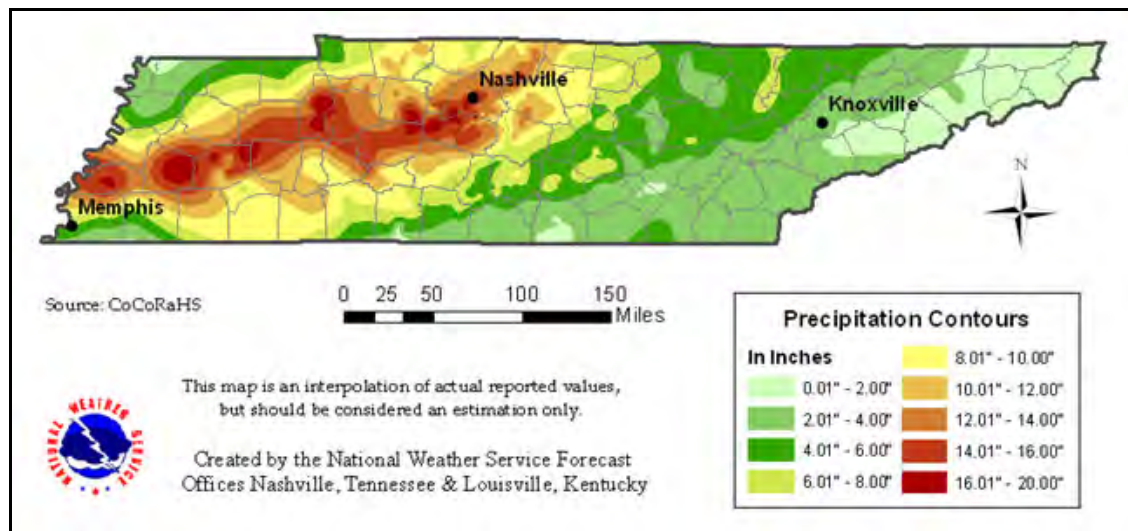 Nashville
Knoxville
Memphis
N
Source: CoCoRaHS
0 25 50 100 150
Miles
This map is an interpolation of actual reported values,
but should be considered an estimation only.
Created by the National Weather Service Forecast
Offices Nashville, Tennessee & Louisville, Kentucky
NATIONAL WEATHER SERVICE
Precipitation Contours
In Inches
0.01" - 2.00"
2.01" - 4.00"
4.01" - 6.00"
6.01" - 8.00"
8.01" - 10.00"
10.01" - 12.00"
12.01" - 14.00"
14.01" - 16.00"
16.01" - 20.00"